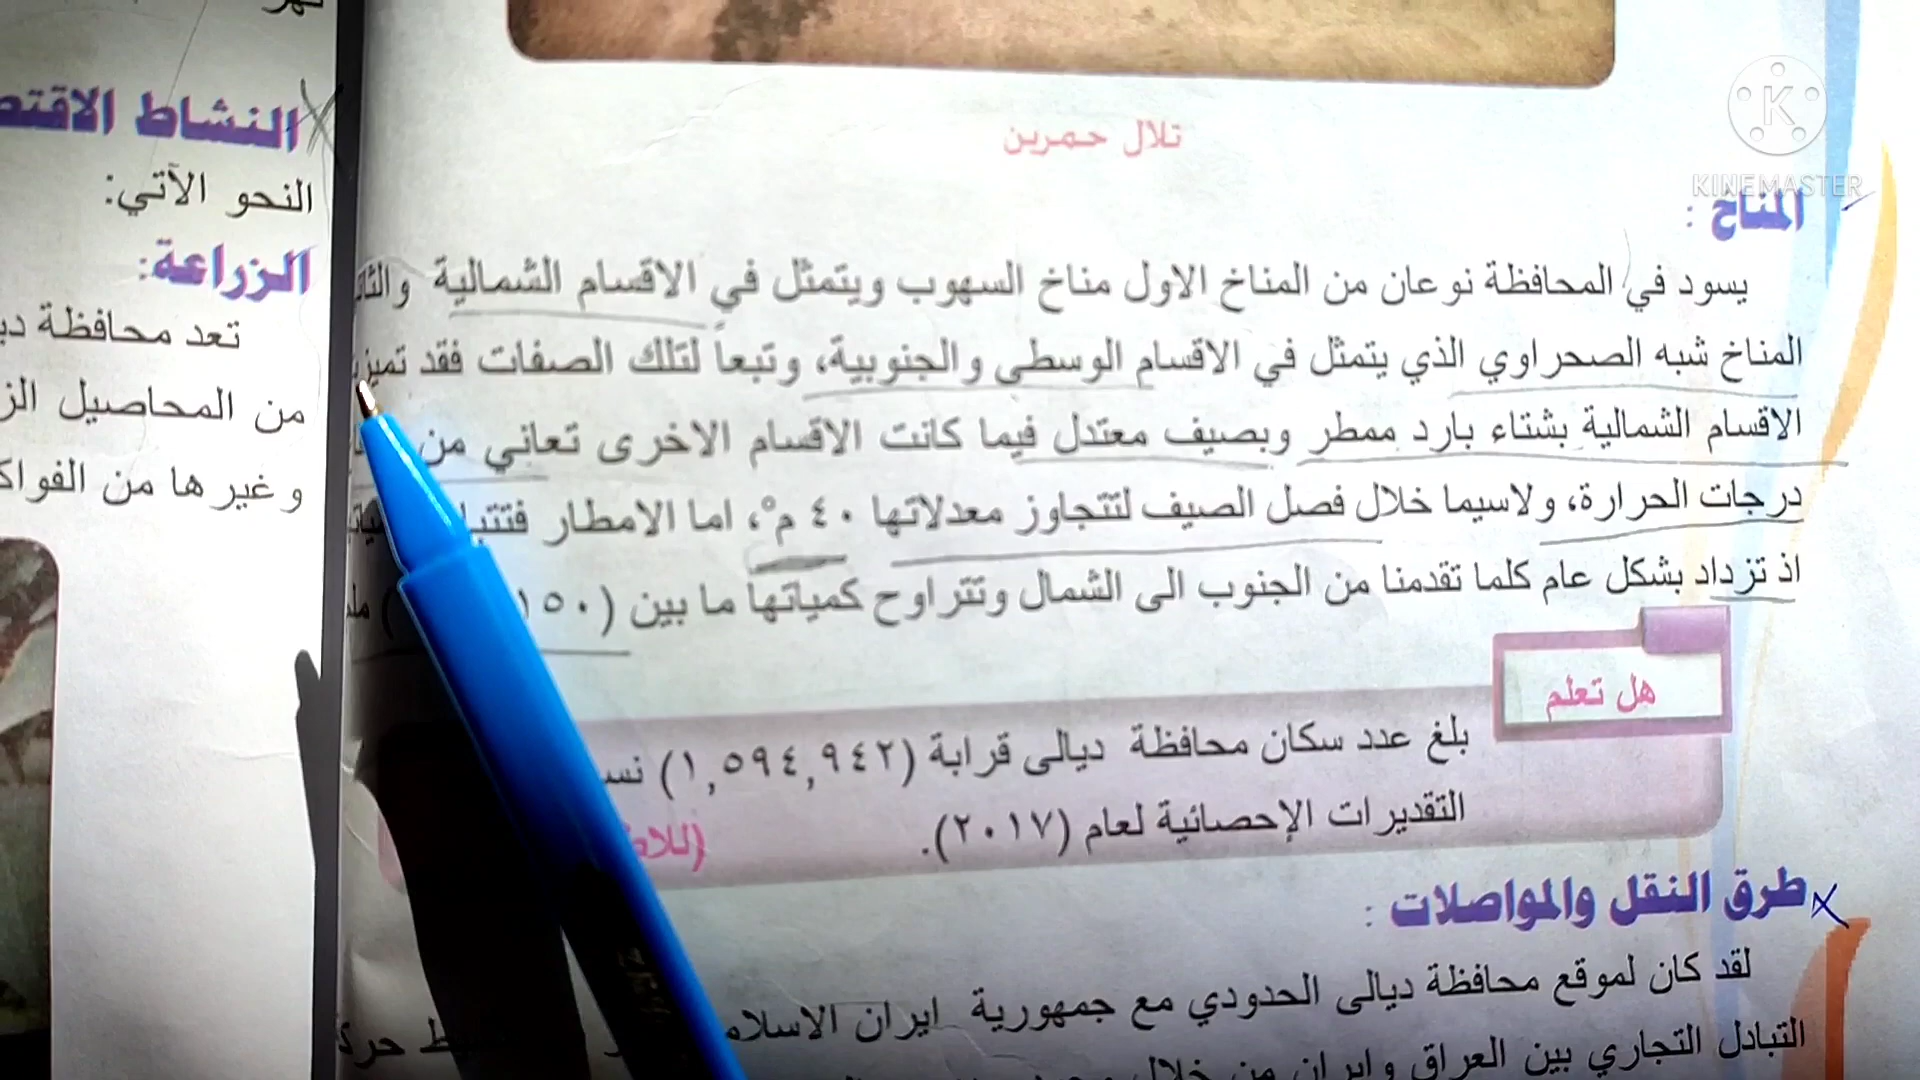 تلال حمرين
KINEMASTER
المناخ :
يسود في المحافظة نوعان من المناخ الاول مناخ السهوب ويتمثل في الاقسام الشمالية
المناخ شبه الصحراوي الذي يتمثل في الاقسام الوسطى والجنوبية، وتبعاً لتلك الصفات فقد
الاقسام الشمالية بشتاء بارد ممطر وبصيف معتدل فيما كانت الاقسام الاخرى تعاني من
درجات الحرارة، ولاسيما خلال فصل الصيف لتتجاوز معدلاتها ٤٠ م°، اما الامطار
اذ تزداد بشكل عام كلما تقدمنا من الجنوب الى الشمال وتتراوح كمياتها ما بين (١٥٠
هل تعلم
بلغ عدد سكان محافظة ديالى قرابة (١,٥٩٤,٩٤٢)
التقديرات الإحصائية لعام (٢٠١٧).
طرق النقل والمواصلات :
لقد كان لموقع محافظة ديالى الحدودي مع جمهورية ايران
التبادل التجاري بين العراق وايران من خلال
النشاط
النحو الآتي:
الزراعة:
تعد محافظة
من المحاصيل
وغيرها من